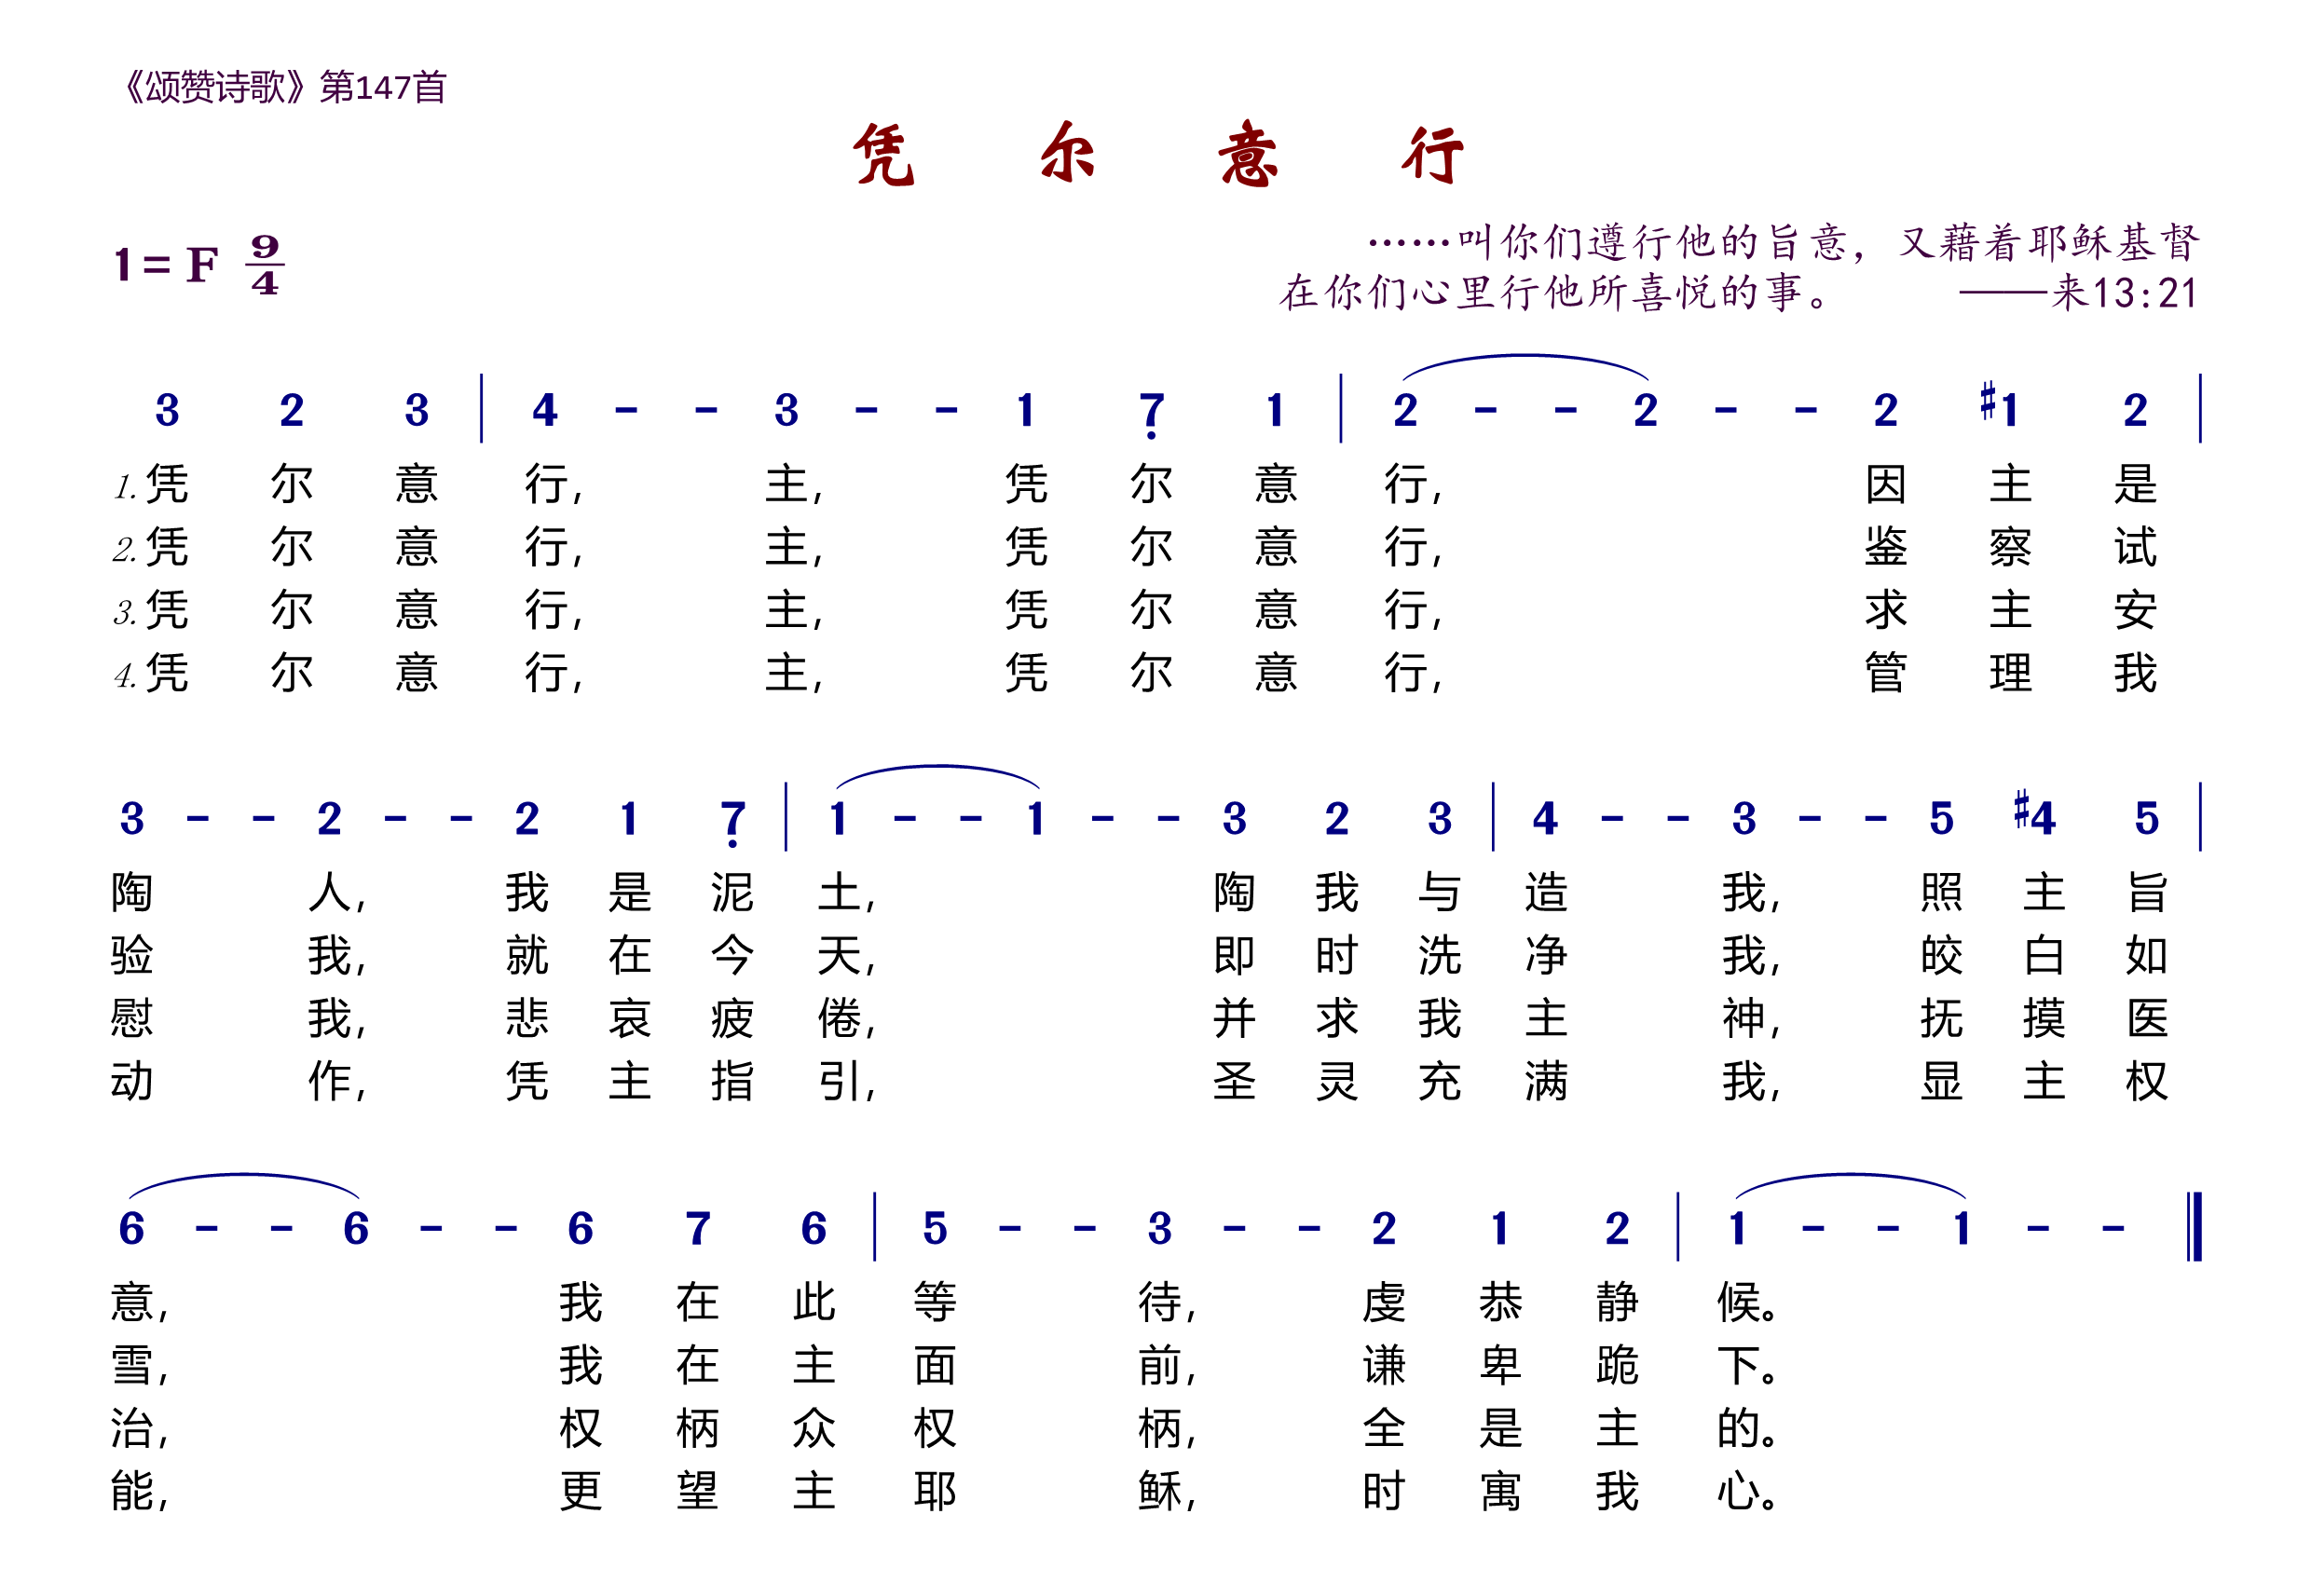 《颂赞诗歌》第147首
凭 尔 意 行
1= F 9/4
……叫你们遵行他的旨意，又藉着耶稣基督
在你们心里行他所喜悦的事。 ——来13:21
3 2 3 | 4 - - 3 - - 1 7̣ 1 | 2 - - 2 - - 2 #1 2 |
1.凭 尔 意 行, 主, 凭 尔 意 行, 因 主 是
2.凭 尔 意 行, 主, 凭 尔 意 行, 鉴 察 试
3.凭 尔 意 行, 主, 凭 尔 意 行, 求 主 安
4.凭 尔 意 行, 主, 凭 尔 意 行, 管 理 我
3 - - 2 - - 2 1 7̣ | 1 - - 1 - - 3 2 3 | 4 - - 3 - - 5 #4 5 |
陶 人, 我 是 泥 土, 陶 我 与 造 我, 照 主 旨
验 我, 就 在 今 天, 即 时 洗 净 我, 皎 白 如
慰 我, 悲 哀 疲 倦, 并 求 我 主 神, 抚 摸 医
动 作, 凭 主 指 引, 圣 灵 充 满 我, 显 主 权
6 - - 6 - - 6 7 6 | 5 - - 3 - - 2 1 2 | 1 - - 1 - - ‖
意, 我 在 此 等 待, 虔 恭 静 候。
雪, 我 在 主 面 前, 谦 卑 跪 下。
治, 权 柄 众 权 柄, 全 是 主 的。
能, 更 望 主 耶 稣, 时 寓 我 心。